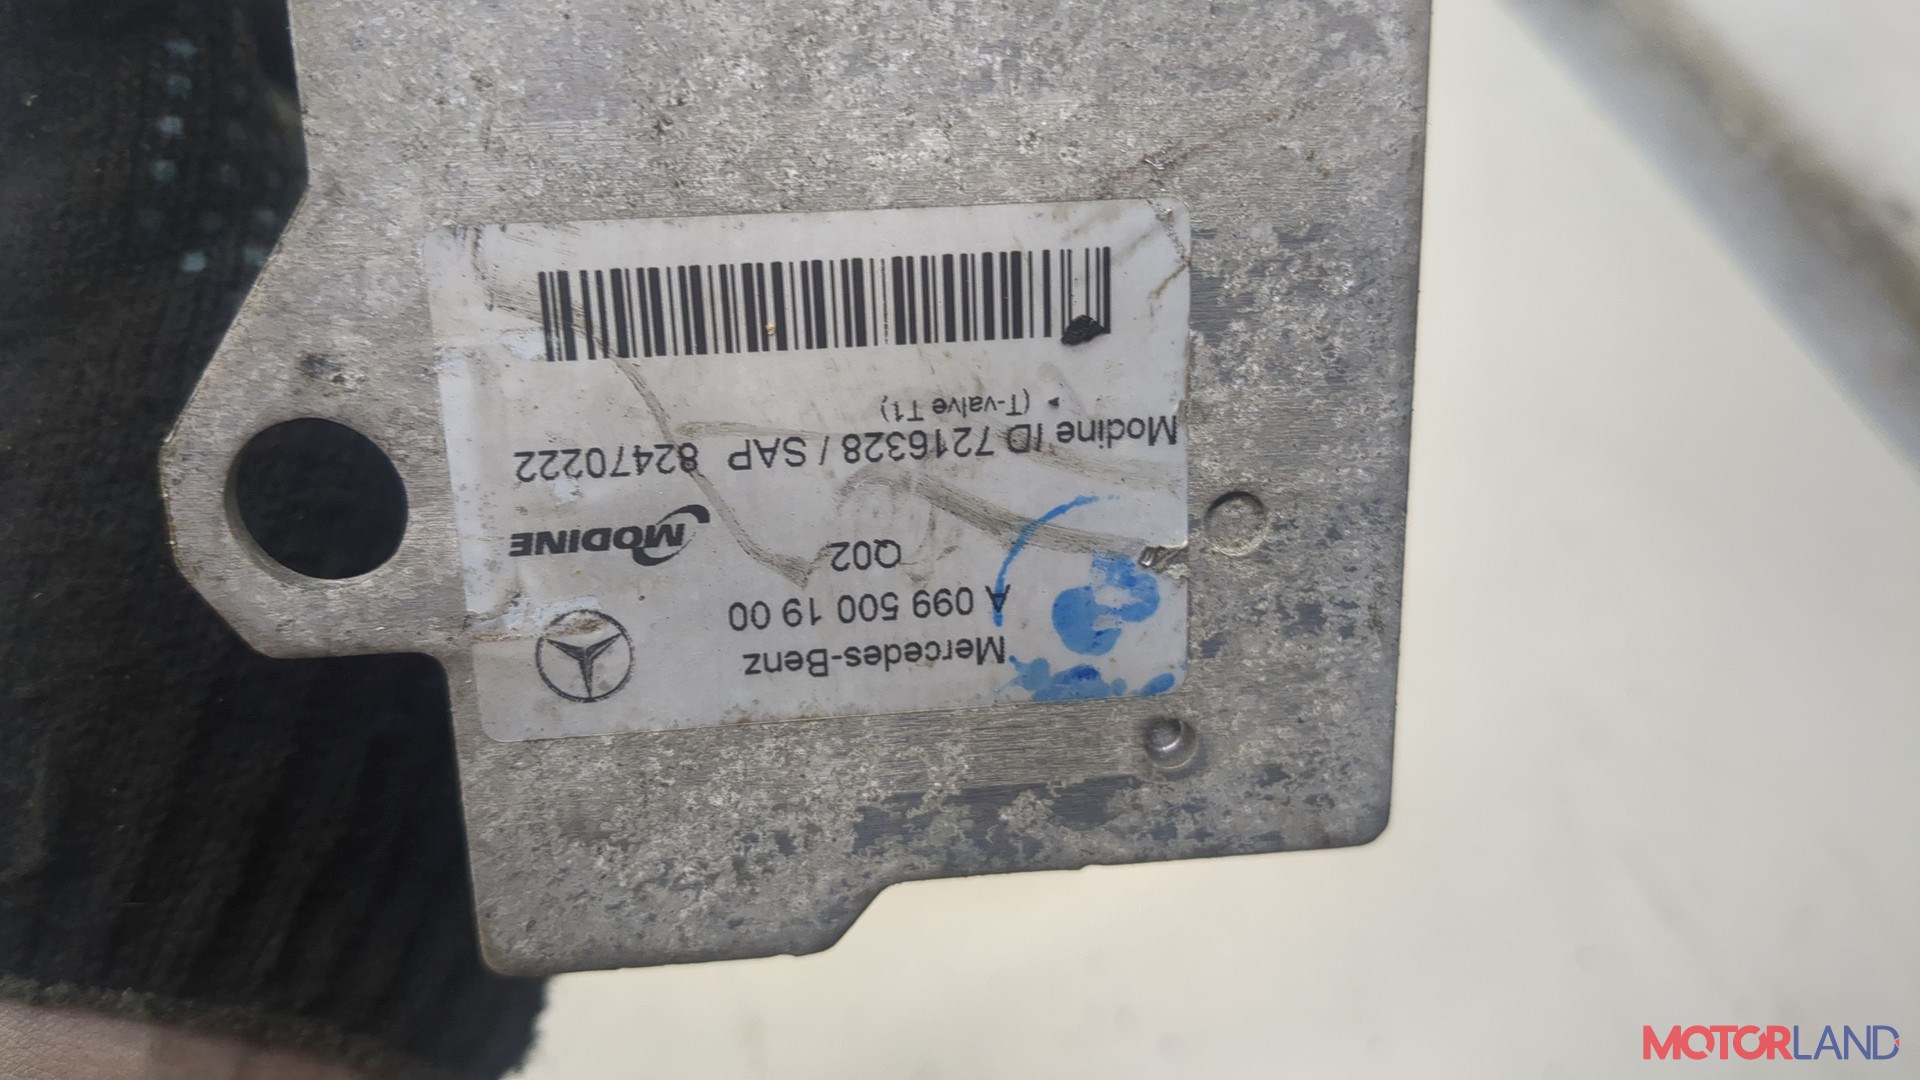 Mercedes-Benz
A 099 500 19 00
Q02
MODINE
Modine ID 7216328 / SAP 82470222
(T-valve T1)
MOTORLAND